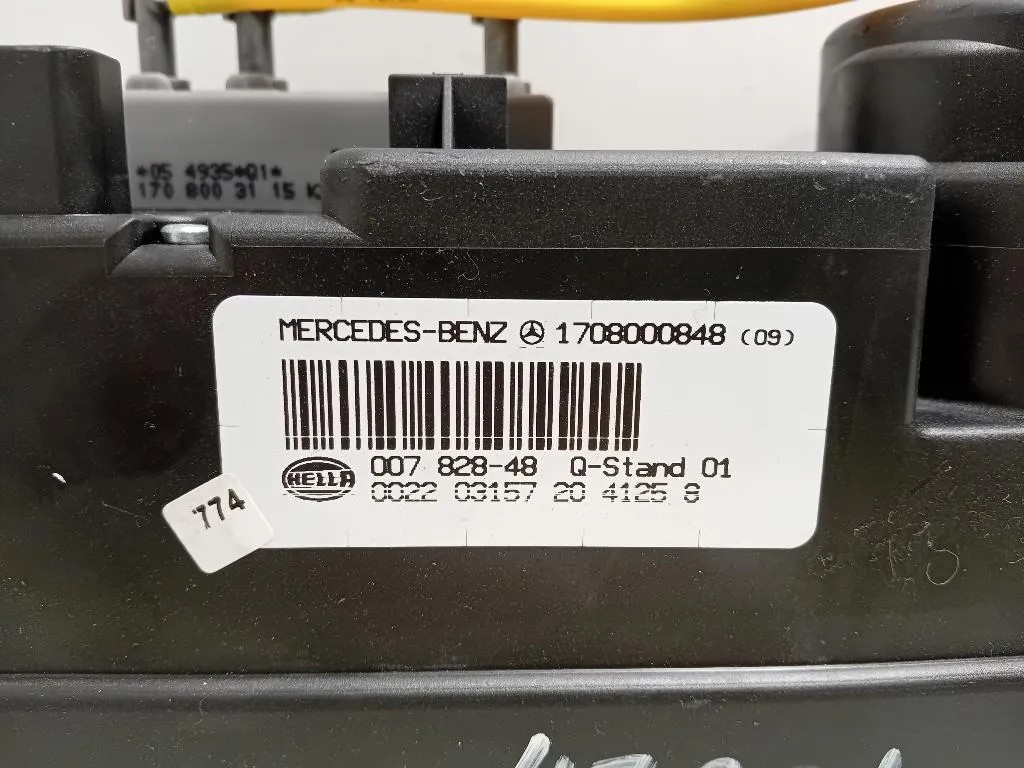 *05 4935*01*
170 800 31 15 K
MERCEDES-BENZ 1708000848 (09)
HELLA 007 828-48 Q-Stand 01
0022 03157 20 4125 8
774